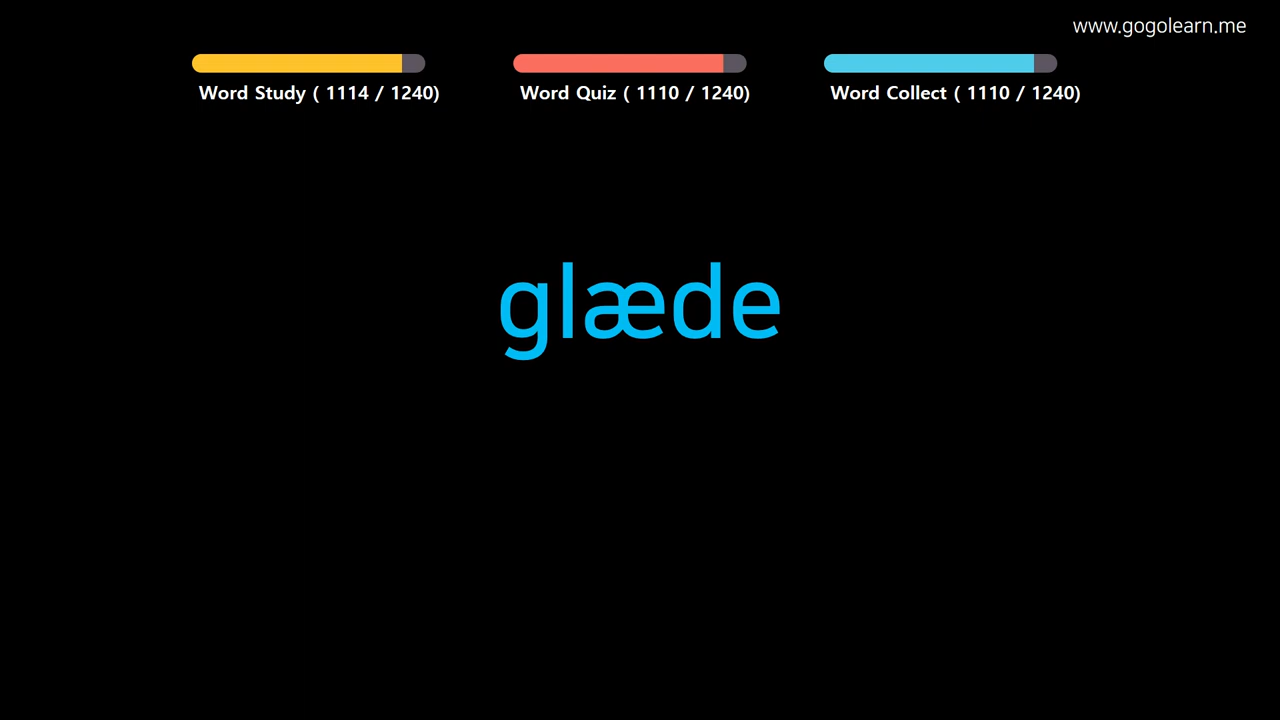 www.gogolearn.me
Word Study ( 1114 / 1240)
Word Quiz ( 1110 / 1240)
Word Collect ( 1110 / 1240)
glæde